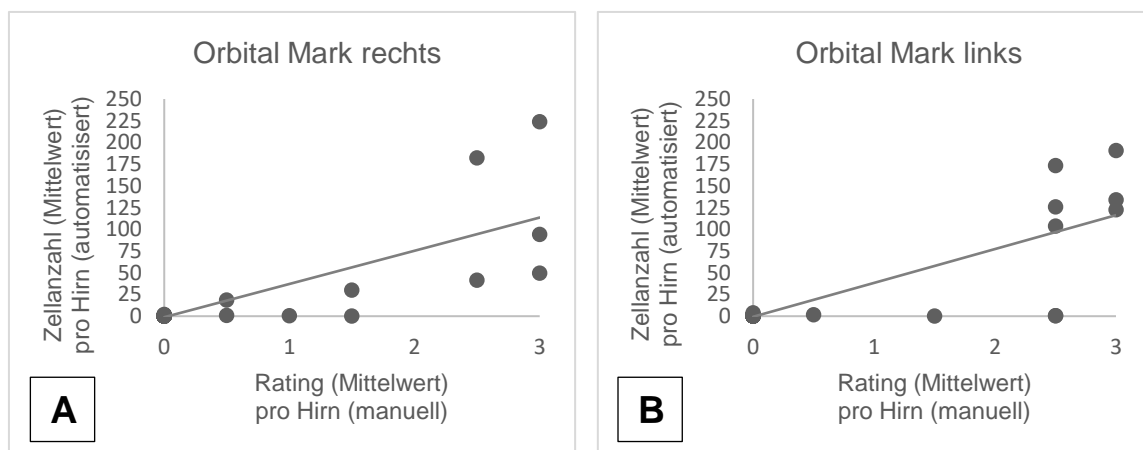 Orbital Mark rechts
Zellanzahl (Mittelwert)
pro Hirn (automatisisert)
250
225
200
175
150
125
100
75
50
25
0
0
1
2
3
Rating (Mittelwert)
pro Hirn (manuell)
A
Orbital Mark links
Zellanzahl (Mittelwert)
pro Hirn (automatisiert)
250
225
200
175
150
125
100
75
50
25
0
0
1
2
3
Rating (Mittelwert)
pro Hirn (manuell)
B